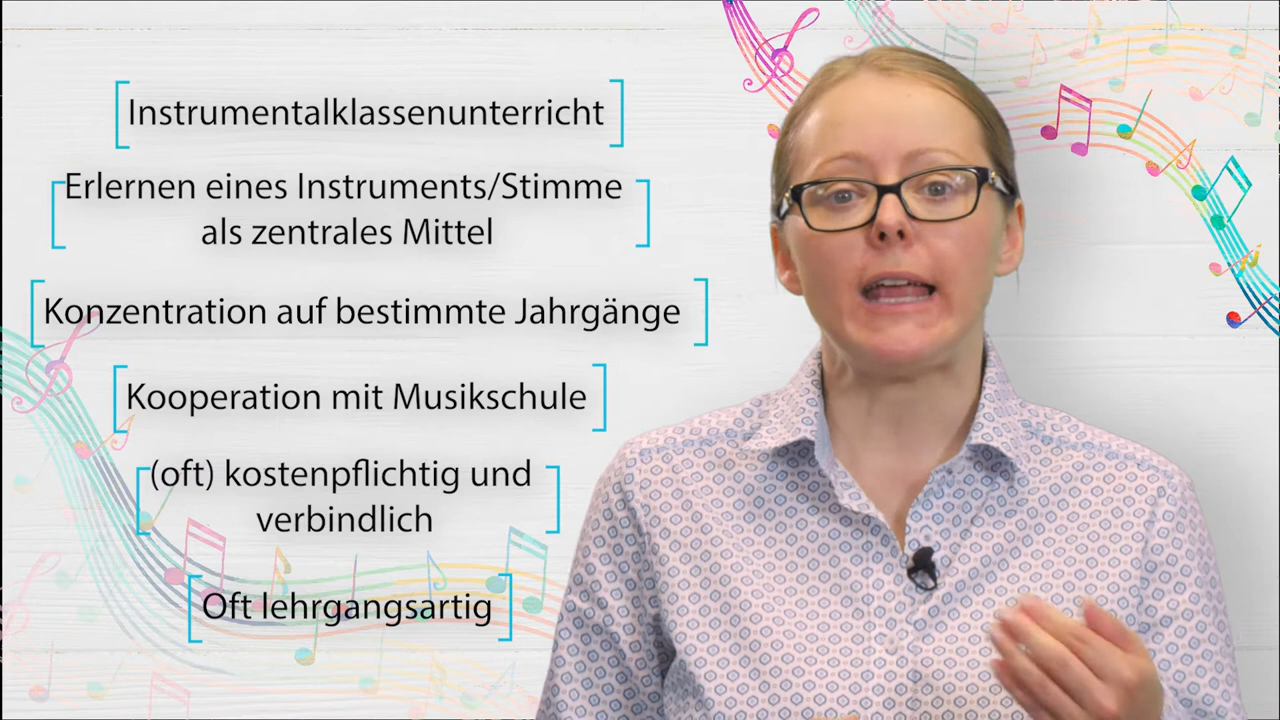 Instrumentalklassenunterricht
Erlernen eines Instruments/Stimme
als zentrales Mittel
Konzentration auf bestimmte Jahrgänge
Kooperation mit Musikschule
(oft) kostenpflichtig und
verbindlich
Oft lehrgangsartig